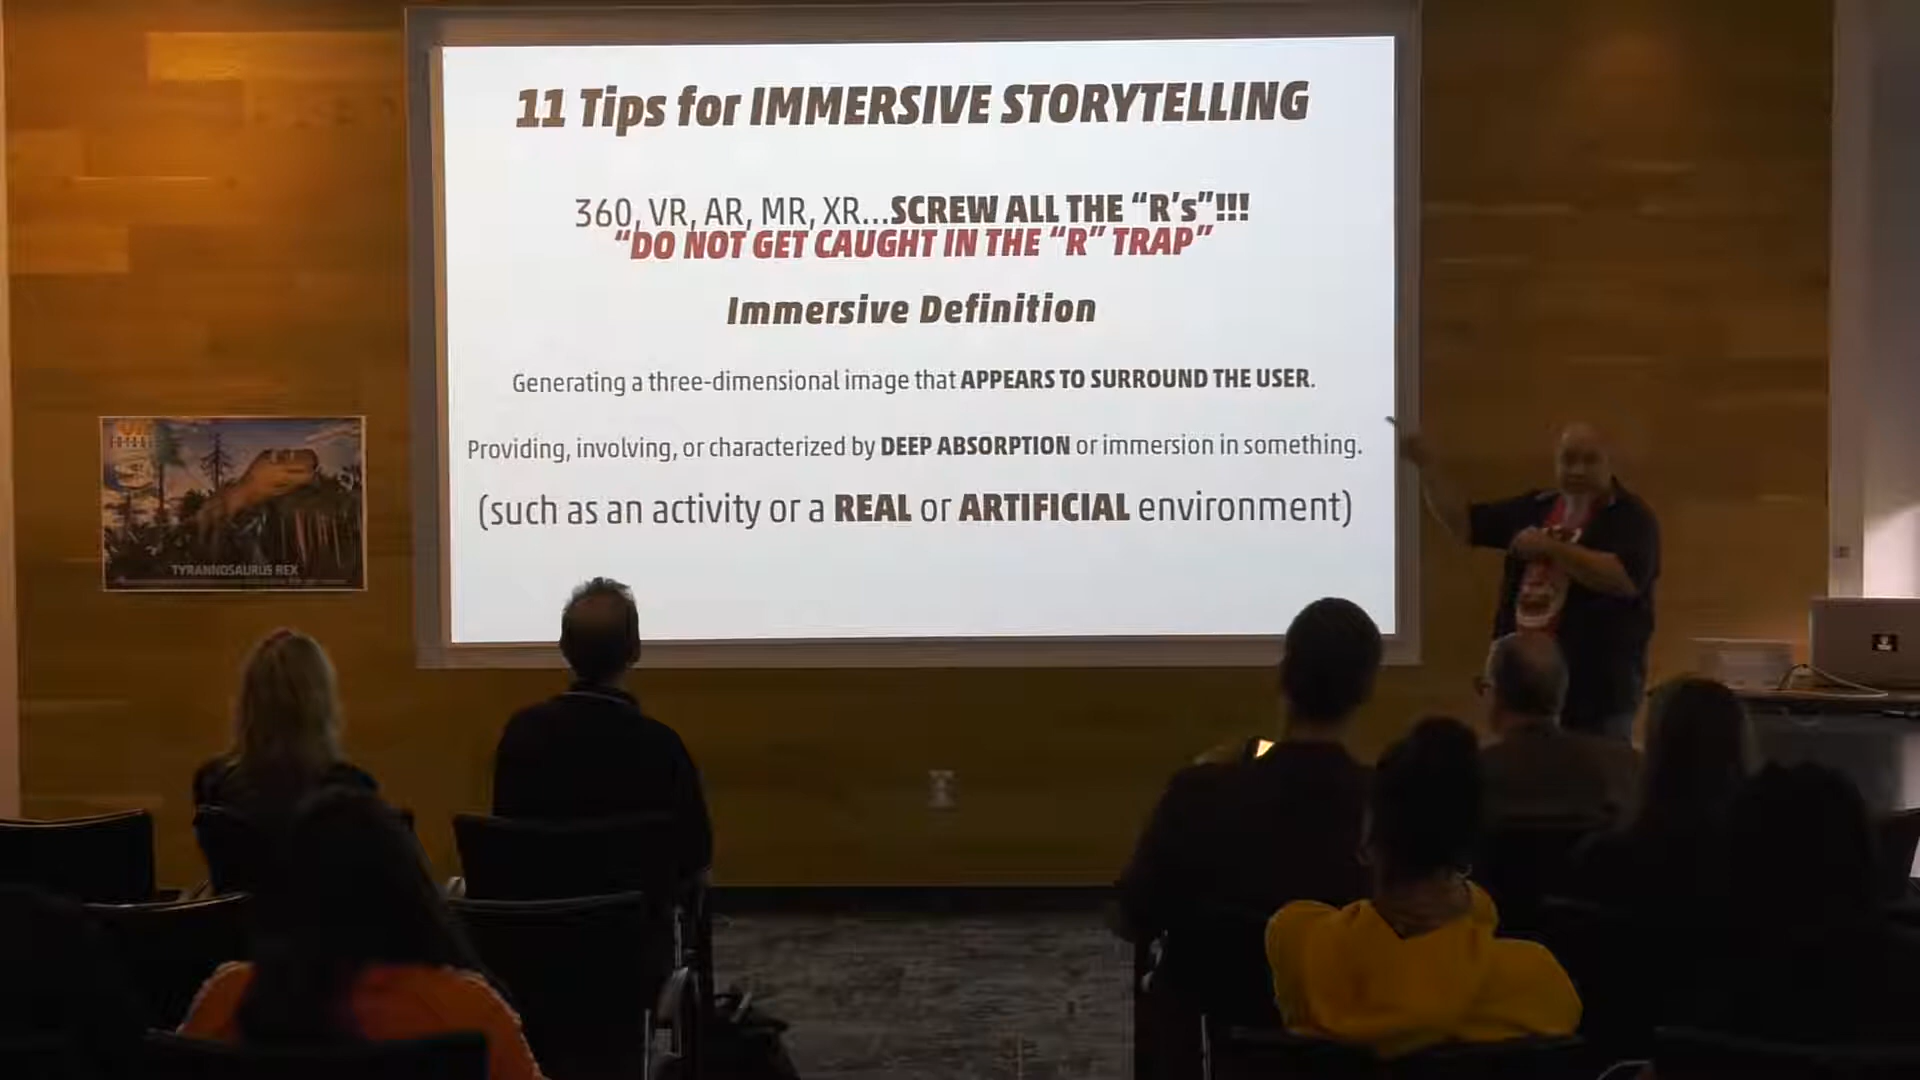 11 Tips for IMMERSIVE STORYTELLING
360, VR, AR, MR, XR...SCREW ALL THE “R’s”!!!
“DO NOT GET CAUGHT IN THE “R” TRAP”
Immersive Definition
Generating a three-dimensional image that APPEARS TO SURROUND THE USER.
Providing, involving, or characterized by DEEP ABSORPTION or immersion in something.
(such as an activity or a REAL or ARTIFICIAL environment)
TYRANNOSAURUS REX